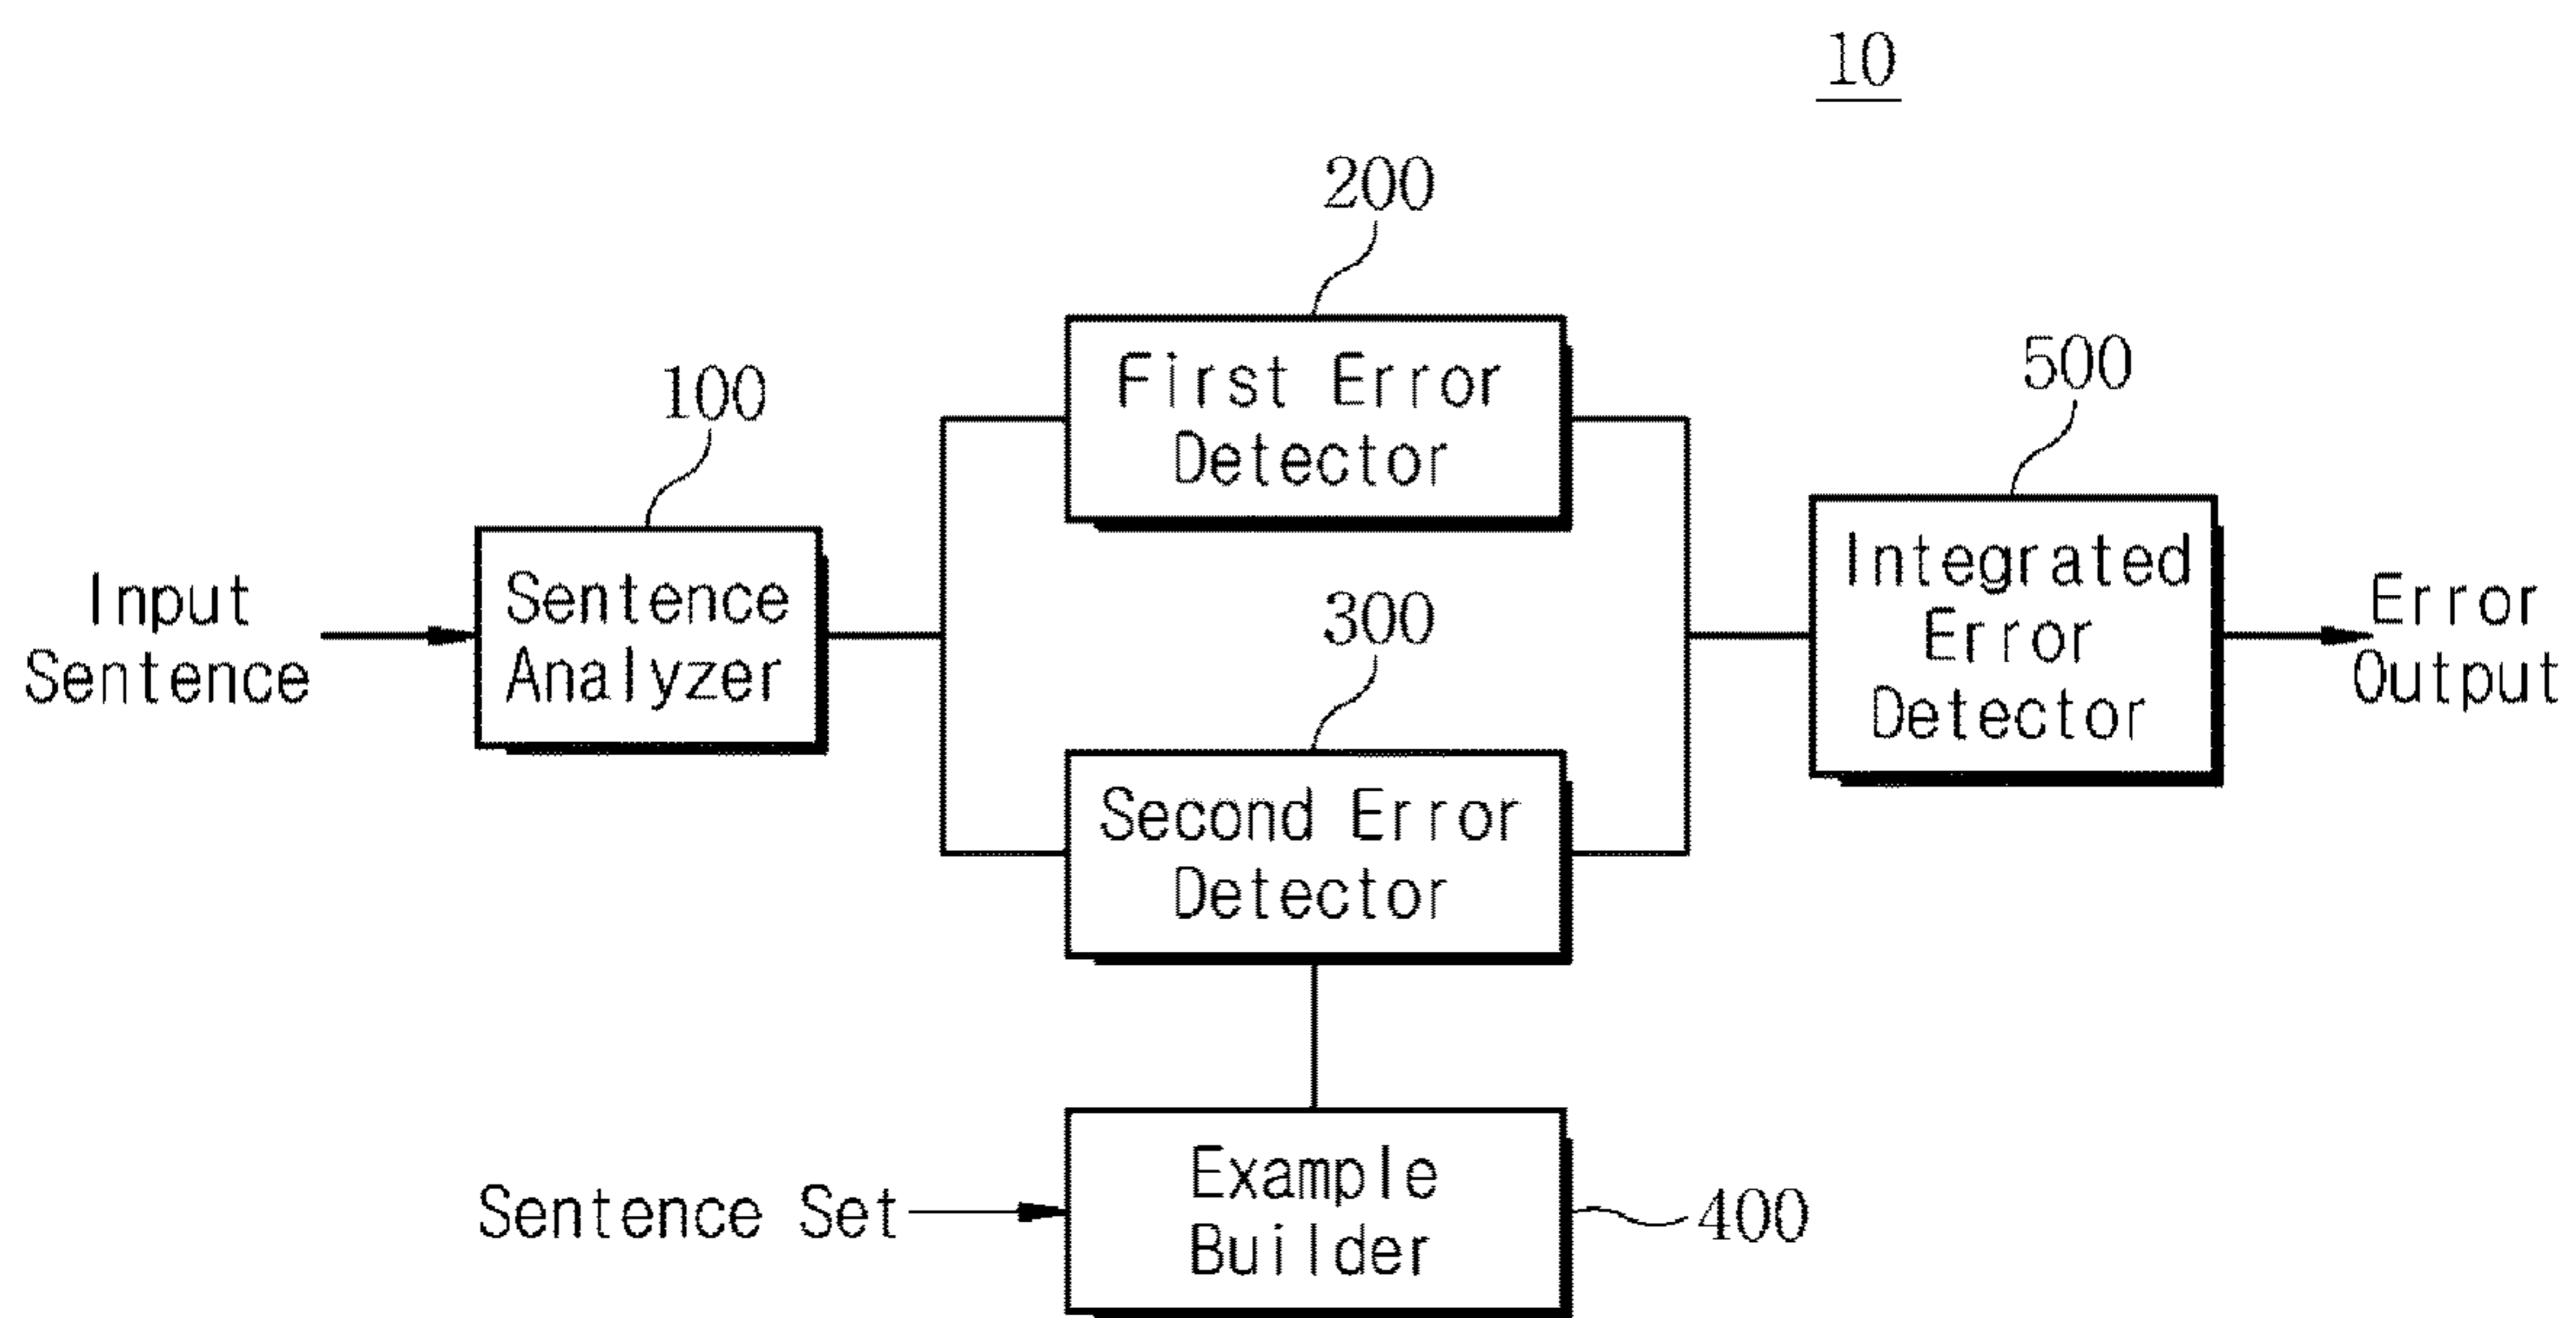 10
200
First Error
Detector
100
500
Input
Sentence
Sentence
Analyzer
300
Second Error
Detector
Integrated
Error
Detector
Error
Output
Sentence Set
Example
Builder
400